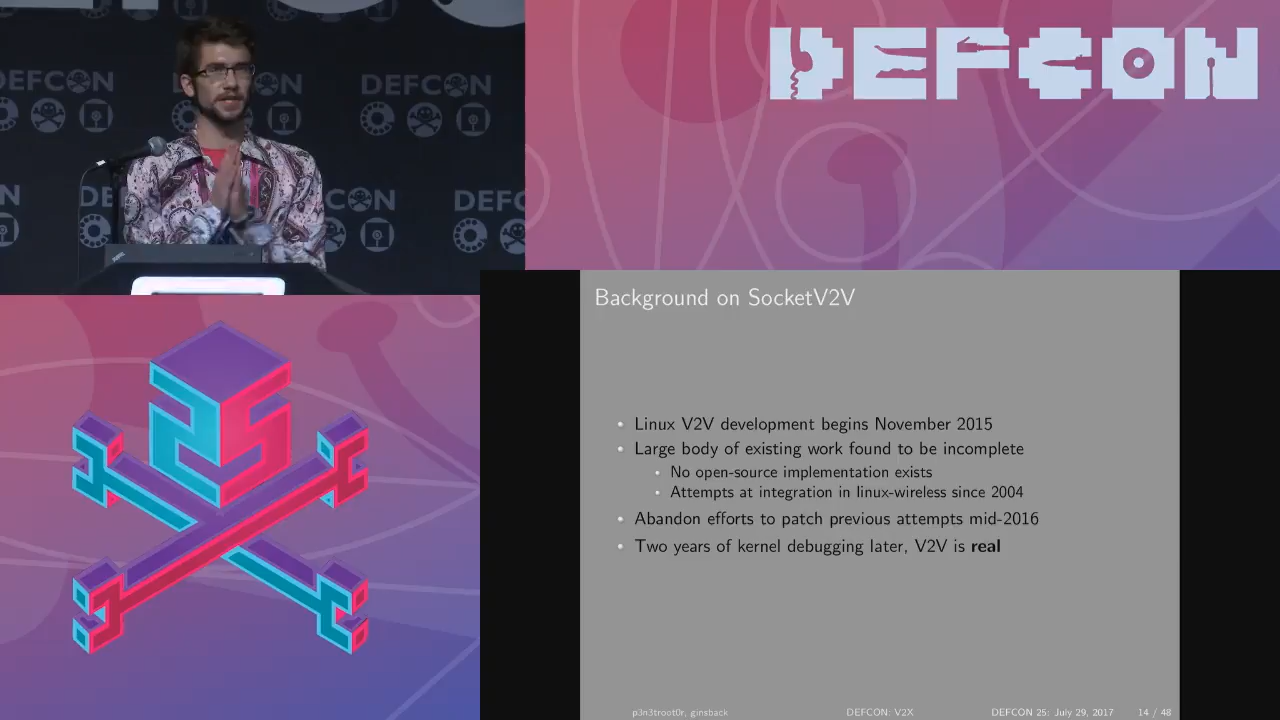 DEFCON
DEFCON
DEFCON
DEFCON
Background on SocketV2V
• Linux V2V development begins November 2015
• Large body of existing work found to be incomplete
• No open-source implementation exists
• Attempts at integration in linux-wireless since 2004
• Abandon efforts to patch previous attempts mid-2016
• Two years of kernel debugging later, V2V is real
p3n3troot0r, ginsback
DEFCON: V2X
DEFCON 25: July 29, 2017
14 / 48